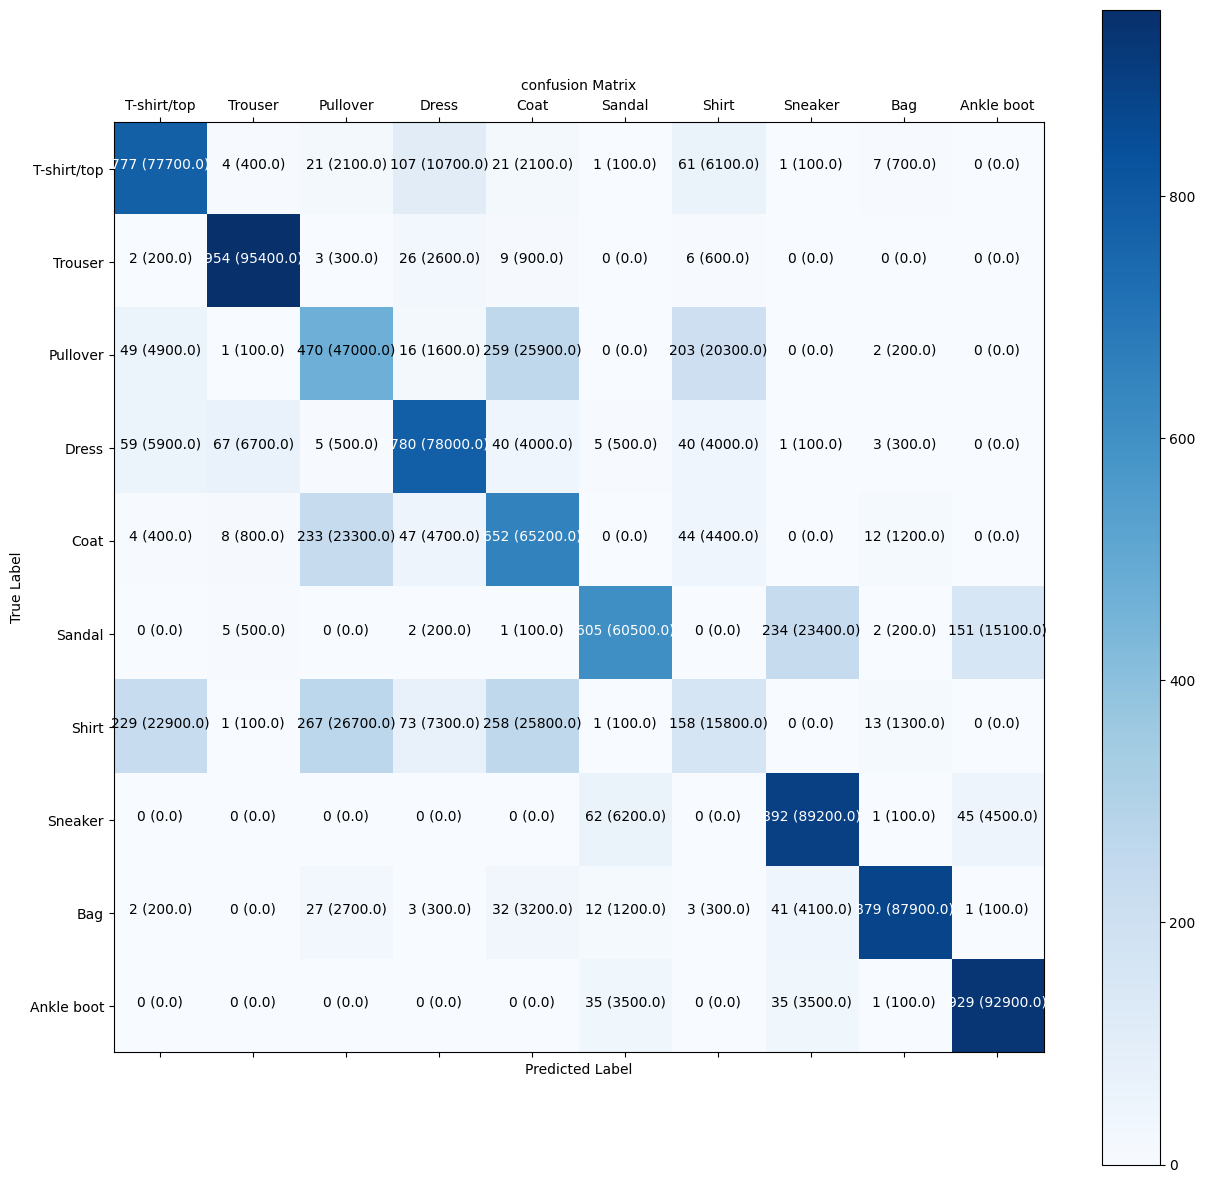 confusion Matrix
T-shirt/top Trouser Pullover Dress Coat Sandal Shirt Sneaker Bag Ankle boot
T-shirt/top 777 (77700.0) 4 (400.0) 21 (2100.0) 107 (10700.0) 21 (2100.0) 1 (100.0) 61 (6100.0) 1 (100.0) 7 (700.0) 0 (0.0)
Trouser 2 (200.0) 954 (95400.0) 3 (300.0) 26 (2600.0) 9 (900.0) 0 (0.0) 6 (600.0) 0 (0.0) 0 (0.0) 0 (0.0)
Pullover 49 (4900.0) 1 (100.0) 470 (47000.0) 16 (1600.0) 259 (25900.0) 0 (0.0) 203 (20300.0) 0 (0.0) 2 (200.0) 0 (0.0)
Dress 59 (5900.0) 67 (6700.0) 5 (500.0) 780 (78000.0) 40 (4000.0) 5 (500.0) 40 (4000.0) 1 (100.0) 3 (300.0) 0 (0.0)
Coat 4 (400.0) 8 (800.0) 233 (23300.0) 47 (4700.0) 652 (65200.0) 0 (0.0) 44 (4400.0) 0 (0.0) 12 (1200.0) 0 (0.0)
Sandal 0 (0.0) 5 (500.0) 0 (0.0) 2 (200.0) 1 (100.0) 605 (60500.0) 0 (0.0) 234 (23400.0) 2 (200.0) 151 (15100.0)
Shirt 229 (22900.0) 1 (100.0) 267 (26700.0) 73 (7300.0) 258 (25800.0) 1 (100.0) 158 (15800.0) 0 (0.0) 13 (1300.0) 0 (0.0)
Sneaker 0 (0.0) 0 (0.0) 0 (0.0) 0 (0.0) 0 (0.0) 62 (6200.0) 0 (0.0) 892 (89200.0) 1 (100.0) 45 (4500.0)
Bag 2 (200.0) 0 (0.0) 27 (2700.0) 3 (300.0) 32 (3200.0) 12 (1200.0) 3 (300.0) 41 (4100.0) 879 (87900.0) 1 (100.0)
Ankle boot 0 (0.0) 0 (0.0) 0 (0.0) 0 (0.0) 0 (0.0) 35 (3500.0) 0 (0.0) 35 (3500.0) 1 (100.0) 929 (92900.0)
True Label
Predicted Label
800
600
400
200
0